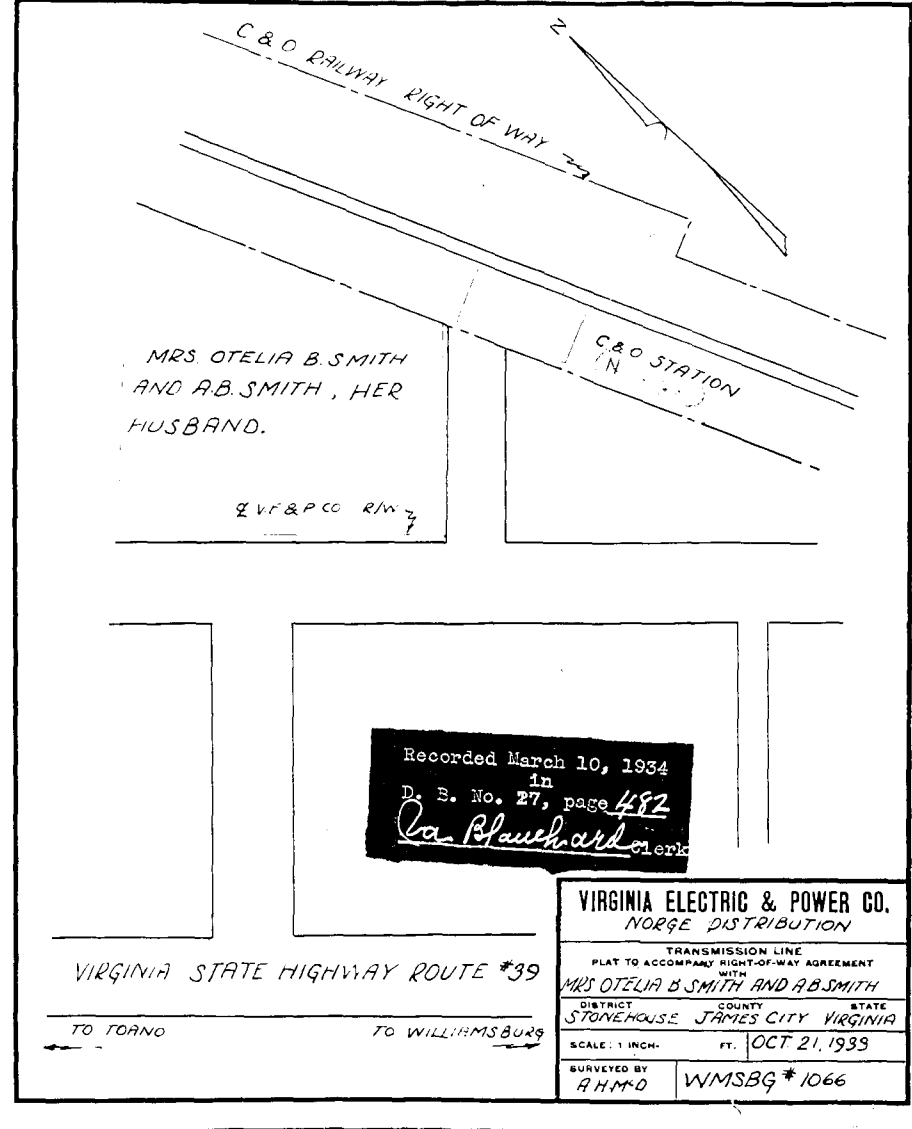 Z
C & O RAILWAY RIGHT OF WAY
C & O STATION
MRS. OTELIA B. SMITH
AND A.B. SMITH, HER
HUSBAND.
℄ V.E. & P. CO R/W
Recorded March 10, 1934
in
D. B. No. 27, page 482
Blanchard Clerk
VIRGINIA STATE HIGHWAY ROUTE #39
TO TOANO
TO WILLIAMSBURG
VIRGINIA ELECTRIC & POWER CO.
NORGE DISTRIBUTION
TRANSMISSION LINE
PLAT TO ACCOMPANY RIGHT-OF-WAY AGREEMENT
WITH
MRS OTELIA B SMITH AND A B SMITH
DISTRICT COUNTY STATE
STONEHOUSE JAMES CITY VIRGINIA
SCALE: 1 INCH- FT. OCT. 21, 1933
SURVEYED BY
A H McD WMSBG # 1066